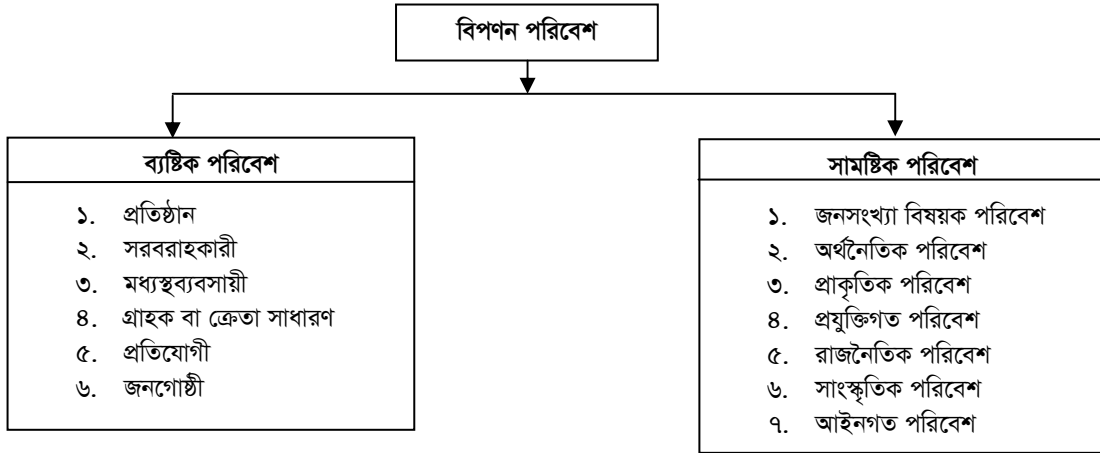 বিপণন পরিবেশ
ব্যষ্টিক পরিবেশ
১. প্রতিষ্ঠান
২. সরবরাহকারী
৩. মধ্যস্থব্যবসায়ী
৪. গ্রাহক বা ক্রেতা সাধারণ
৫. প্রতিযোগী
৬. জনগোষ্ঠী
সামষ্টিক পরিবেশ
১. জনসংখ্যা বিষয়ক পরিবেশ
২. অর্থনৈতিক পরিবেশ
৩. প্রাকৃতিক পরিবেশ
৪. প্রযুক্তিগত পরিবেশ
৫. রাজনৈতিক পরিবেশ
৬. সাংস্কৃতিক পরিবেশ
৭. আইনগত পরিবেশ